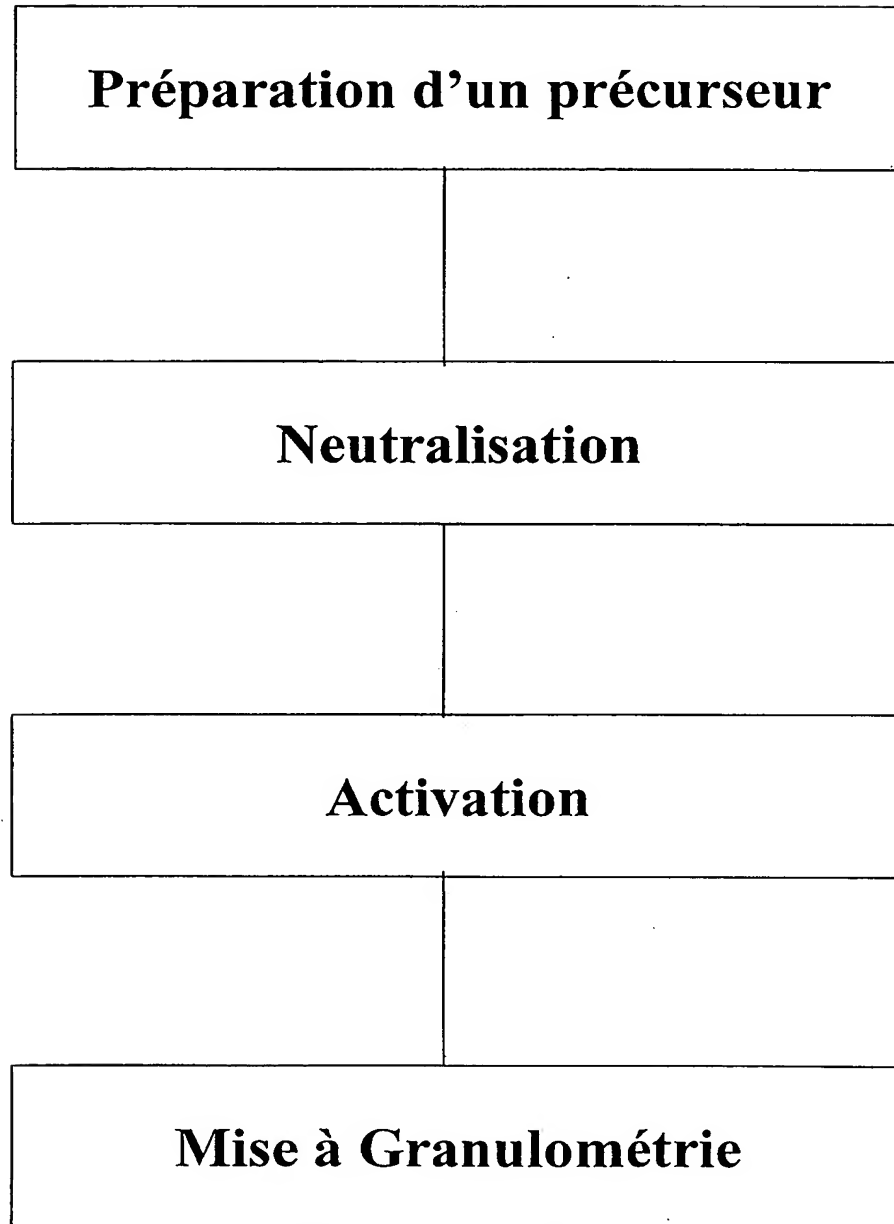 Préparation d'un précurseur
Neutralisation
Activation
Mise à Granulométrie